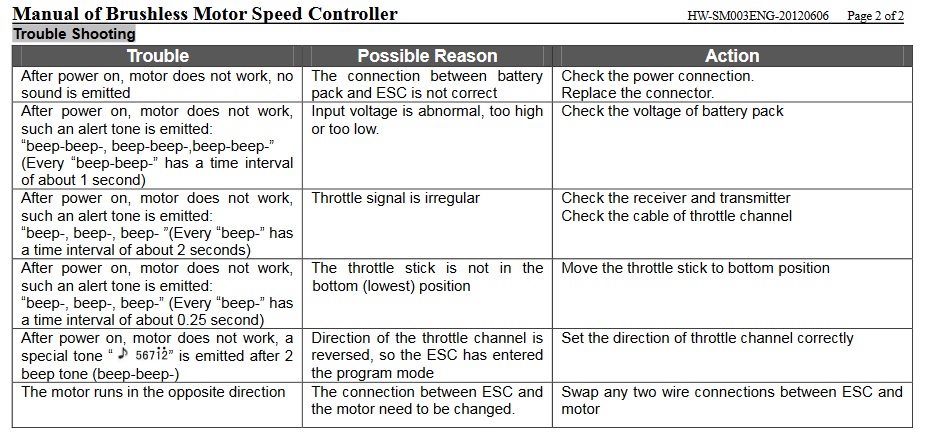 Manual of Brushless Motor Speed Controller HW-SM003ENG-20120606 Page 2 of 2
Trouble Shooting
Trouble Possible Reason Action
After power on, motor does not work, no
sound is emitted
The connection between battery
pack and ESC is not correct
Check the power connection.
Replace the connector.
After power on, motor does not work,
such an alert tone is emitted:
“beep-beep-, beep-beep-,beep-beep-”
(Every “beep-beep-” has a time interval
of about 1 second)
Input voltage is abnormal, too high
or too low.
Check the voltage of battery pack
After power on, motor does not work,
such an alert tone is emitted:
“beep-, beep-, beep- ”(Every “beep-” has
a time interval of about 2 seconds)
Throttle signal is irregular
Check the receiver and transmitter
Check the cable of throttle channel
After power on, motor does not work,
such an alert tone is emitted:
“beep-, beep-, beep-” (Every “beep-” has
a time interval of about 0.25 second)
The throttle stick is not in the
bottom (lowest) position
Move the throttle stick to bottom position
After power on, motor does not work, a
special tone “ ♪ 567i̇2̇” is emitted after 2
beep tone (beep-beep-)
Direction of the throttle channel is
reversed, so the ESC has entered
the program mode
Set the direction of throttle channel correctly
The motor runs in the opposite direction
The connection between ESC and
the motor need to be changed.
Swap any two wire connections between ESC and
motor